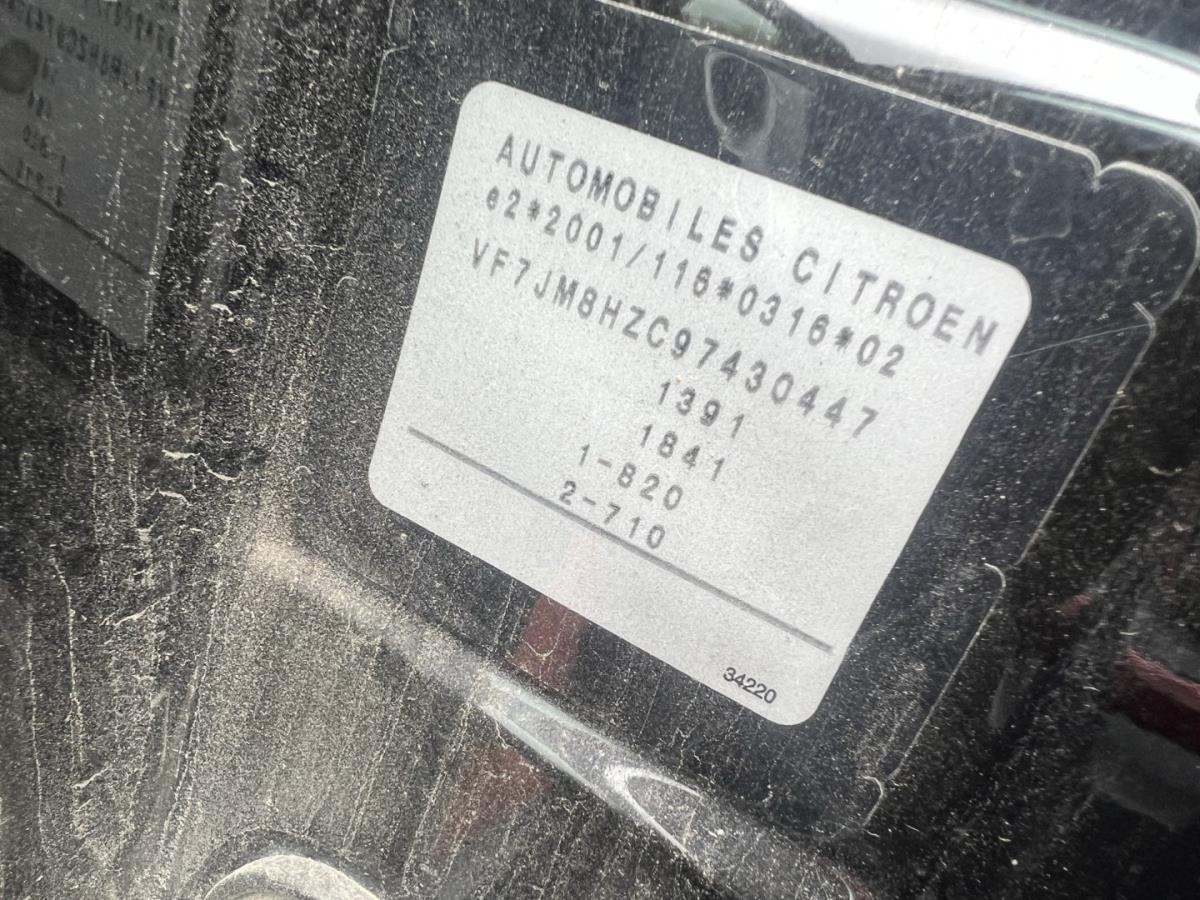 AUTOMOBILES CITROEN
e2*2001/116*0316*02
VF7JM8HZC97430447
1391
1841
1-820
2-710
34220